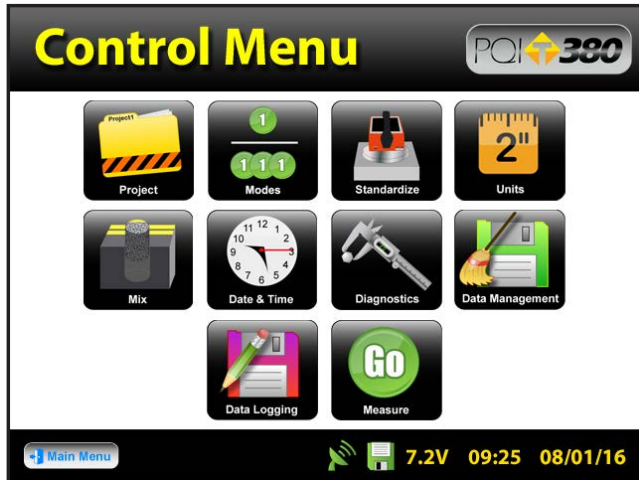 Control Menu
PQI T 380
Project1
Project
1
1 1 1
Modes
Standardize
2"
Units
Mix
12
11 1
10 2
9 3
8 4
7 6 5
Date & Time
Diagnostics
Data Management
Data Logging
Go
Measure
Main Menu
7.2V 09:25 08/01/16